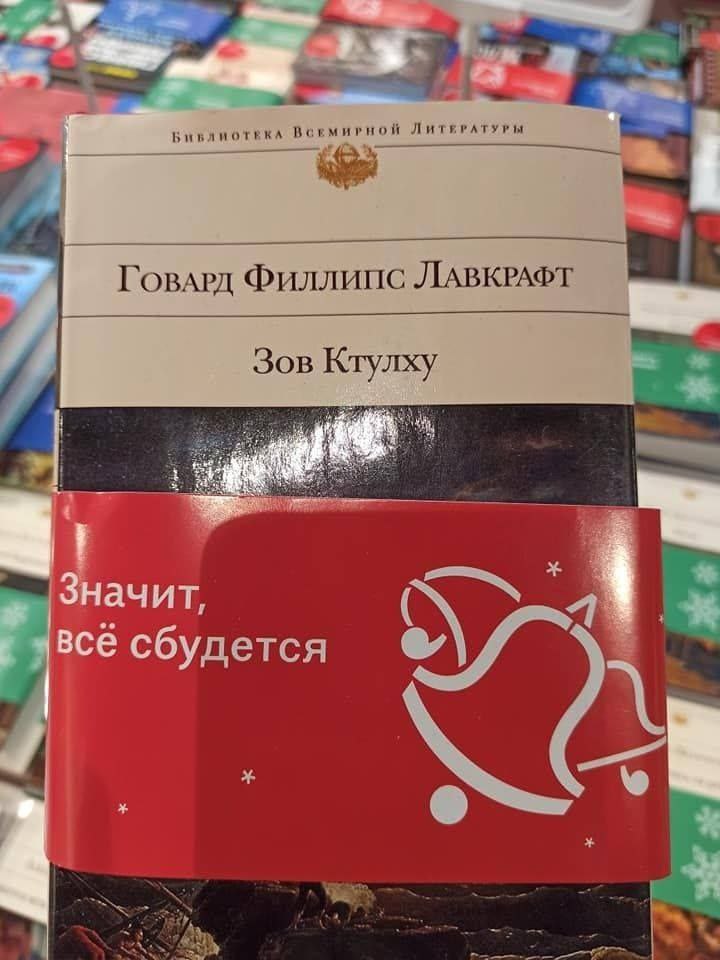 Библиотека Всемирной Литературы
Говард Филлипс Лавкрафт
Зов Ктулху
Значит,
всё сбудется